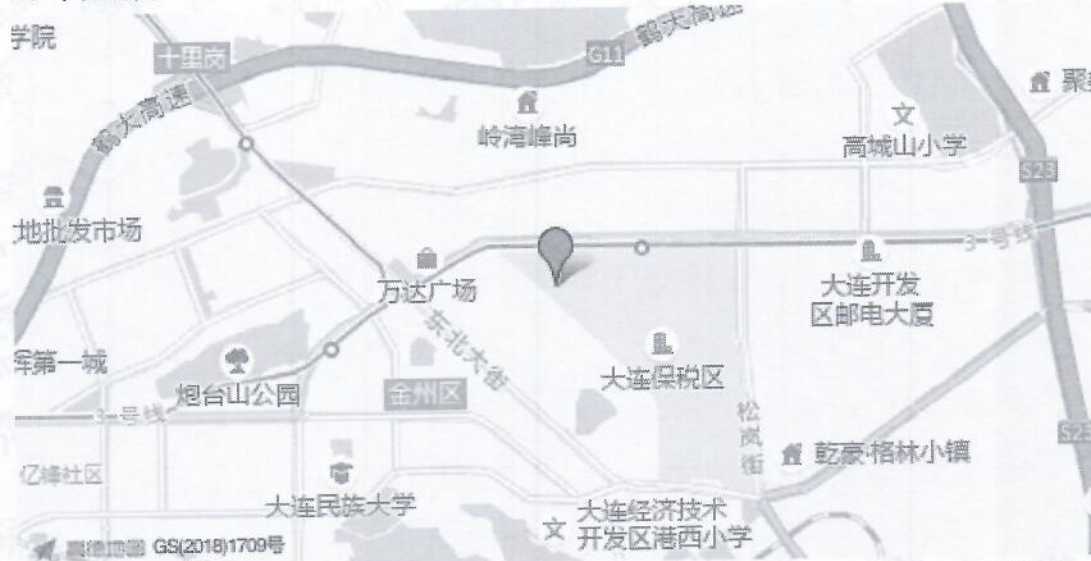 学院
十里岗
鹤大高速
G11
鹤大高速
岭湾峰尚
文
高城山小学
聚
S23
地批发市场
3号线
万达广场
大连开发
区邮电大厦
东北大街
第一城
炮台山公园
金州区
大连保税区
3号线
松岚街
乾豪·格林小镇
亿峰社区
大连民族大学
文
大连经济技术
开发区港西小学
高德地图 GS(2018)1709号